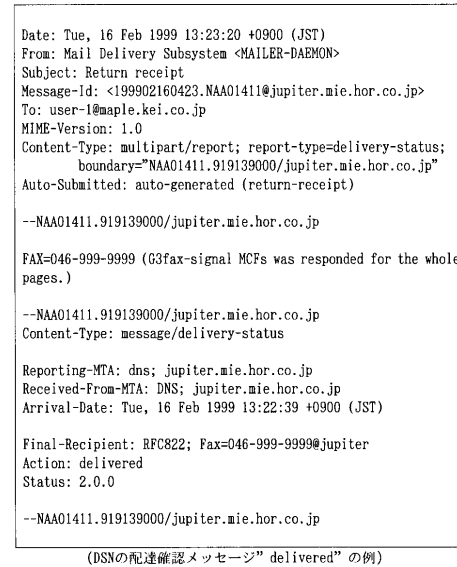 Date: Tue, 16 Feb 1999 13:23:20 +0900 (JST)
From: Mail Delivery Subsystem <MAILER-DAEMON>
Subject: Return receipt
Message-Id: <199902160423.NAA01411@jupiter.mie.hor.co.jp>
To: user-1@maple.kei.co.jp
MIME-Version: 1.0
Content-Type: multipart/report; report-type=delivery-status;
boundary="NAA01411.919139000/jupiter.mie.hor.co.jp"
Auto-Submitted: auto-generated (return-receipt)
--NAA01411.919139000/jupiter.mie.hor.co.jp
FAX=046-999-9999 (G3fax-signal MCFs was responded for the whole
pages.)
--NAA01411.919139000/jupiter.mie.hor.co.jp
Content-Type: message/delivery-status
Reporting-MTA: dns; jupiter.mie.hor.co.jp
Received-From-MTA: DNS; jupiter.mie.hor.co.jp
Arrival-Date: Tue, 16 Feb 1999 13:22:39 +0900 (JST)
Final-Recipient: RFC822; Fax=046-999-9999@jupiter
Action: delivered
Status: 2.0.0
--NAA01411.919139000/jupiter.mie.hor.co.jp
(DSNの配達確認メッセージ" delivered" の例)